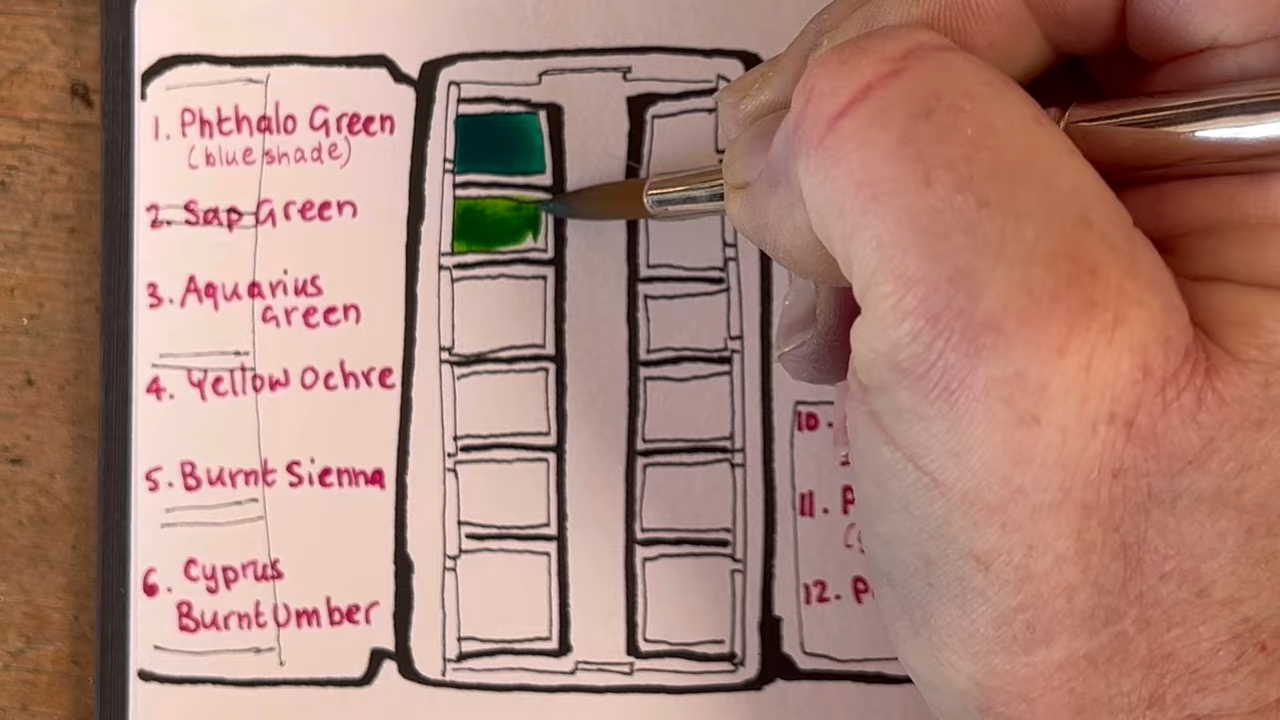 1. Phthalo Green
(blue shade)
2. Sap Green
3. Aquarius
Green
4. Yellow Ochre
5. Burnt Sienna
6. Cyprus
Burnt Umber
10.
11. P
12. P